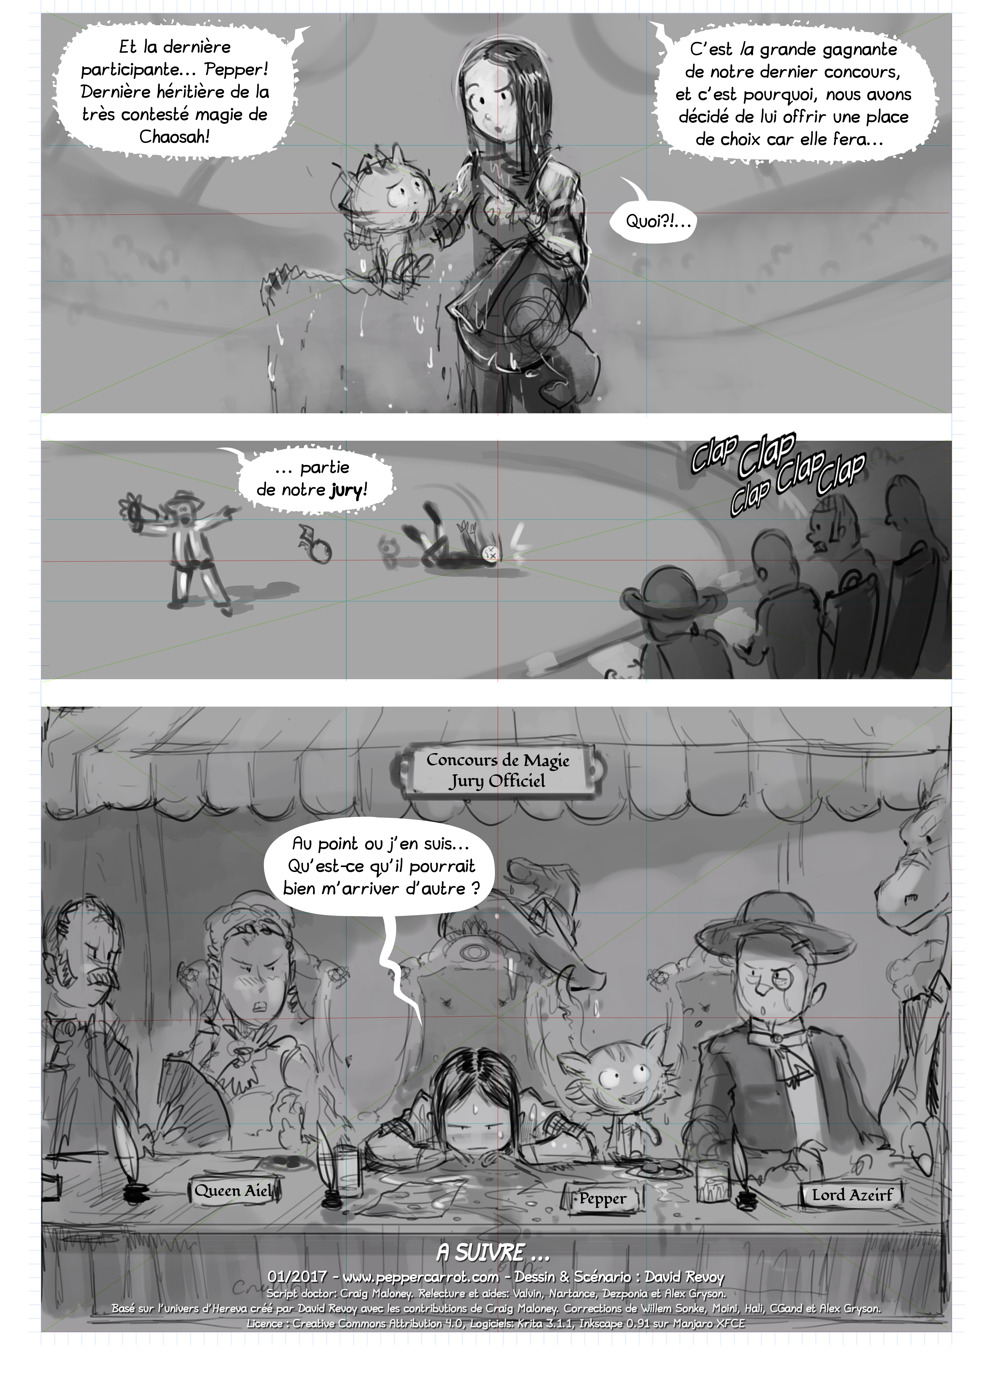 Et la dernière
participante... Pepper!
Dernière héritière de la
très contesté magie de
Chaosah!
C'est la grande gagnante
de notre dernier concours,
et c'est pourquoi, nous avons
décidé de lui offrir une place
de choix car elle fera...
Quoi?!...
... partie
de notre jury!
Clap Clap
Clap Clap Clap
Concours de Magie
Jury Officiel
Au point ou j'en suis...
Qu'est-ce qu'il pourrait
bien m'arriver d'autre ?
Queen Aiel
Pepper
Lord Azeirf
A SUIVRE ...
01/2017 - www.peppercarrot.com - Dessin & Scénario : David Revoy
Script doctor: Craig Maloney. Relecture et aides: Valvin, Nartance, Dezponia et Alex Gryson.
Basé sur l'univers d'Hereva créé par David Revoy avec les contributions de Craig Maloney. Corrections de Willem Sonke, Moini, Hali, CGand et Alex Gryson.
Licence : Creative Commons Attribution 4.0, Logiciels: Krita 3.1.1, Inkscape 0.91 sur Manjaro XFCE